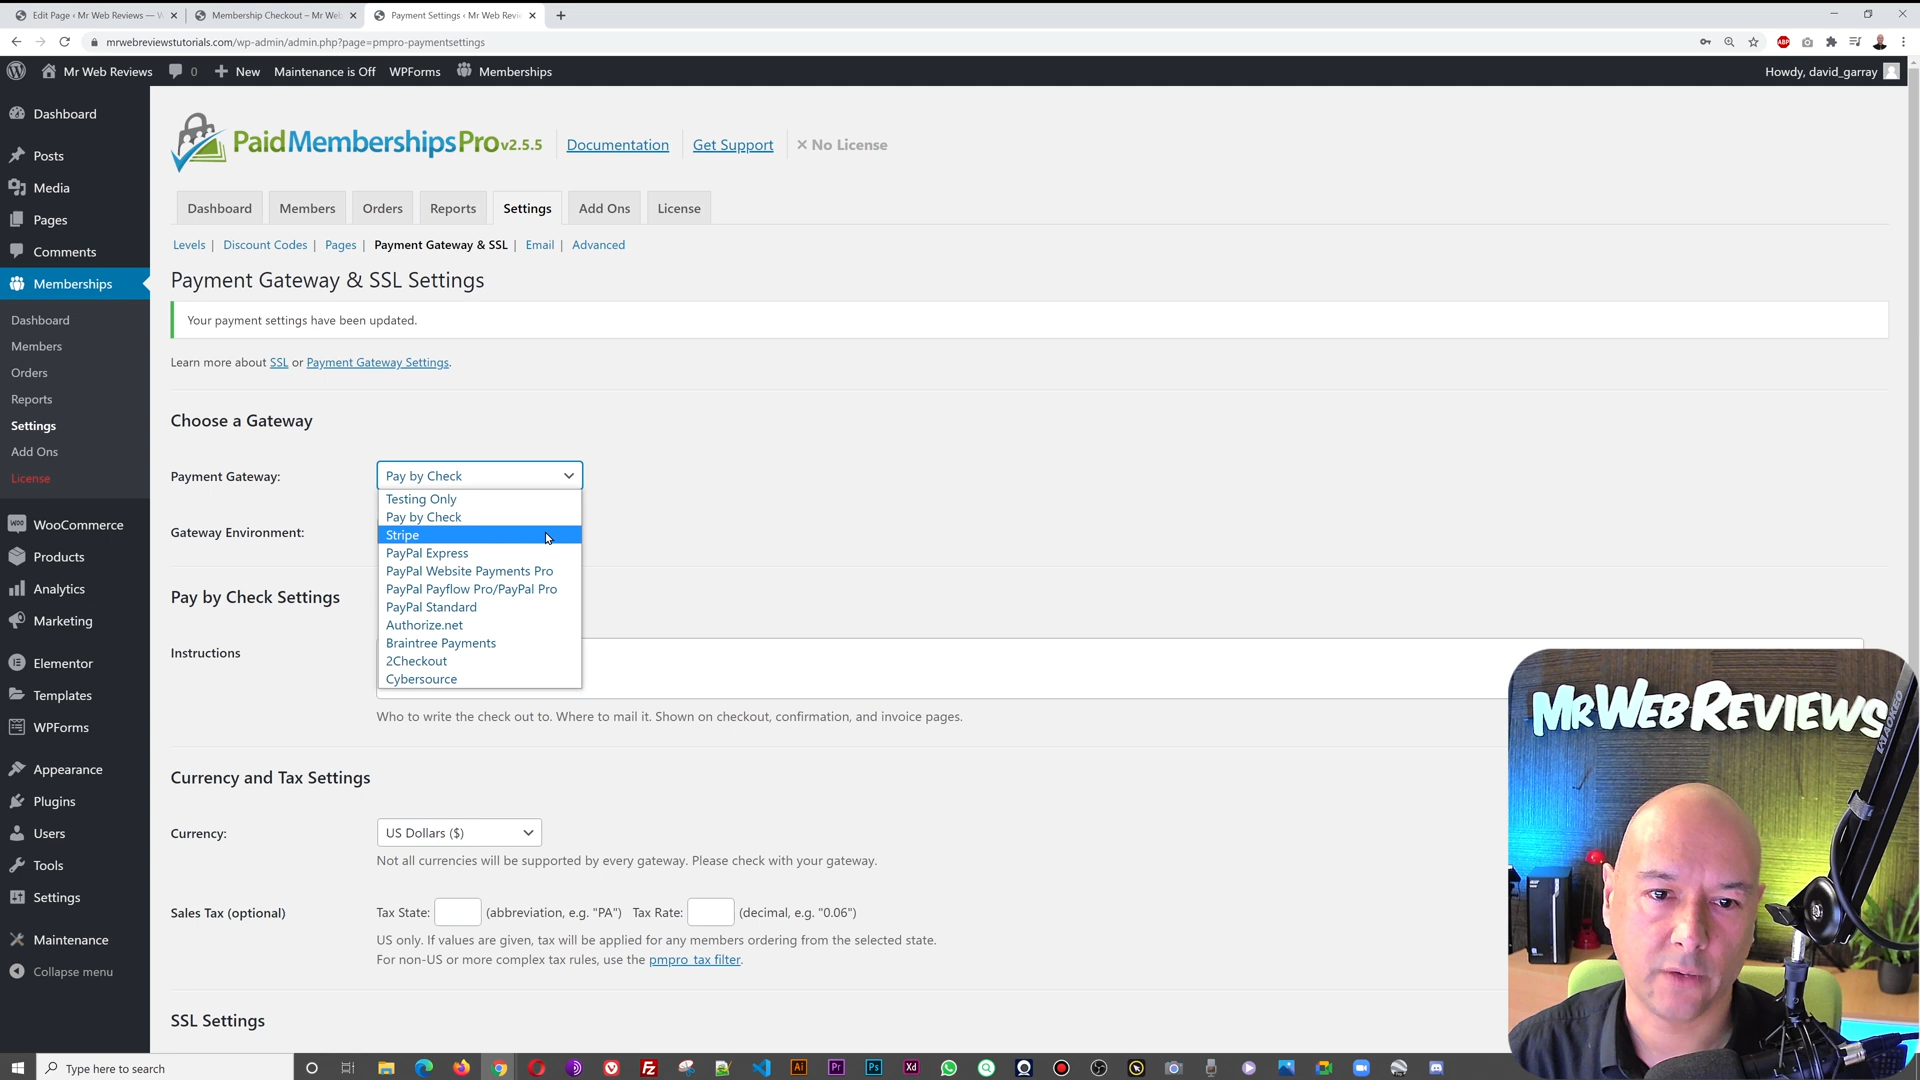 Edit Page ‹ Mr Web Reviews — W
Membership Checkout – Mr Web
Payment Settings ‹ Mr Web Revie
mrwebreviewstutorials.com/wp-admin/admin.php?page=pmpro-paymentsettings
Mr Web Reviews
0
New
Maintenance is Off
WPForms
Memberships
Howdy, david_garray
Dashboard
Posts
Media
Pages
Comments
Memberships
Dashboard
Members
Orders
Reports
Settings
Add Ons
License
WooCommerce
Products
Analytics
Marketing
Elementor
Templates
WPForms
Appearance
Plugins
Users
Tools
Settings
Maintenance
Collapse menu
PaidMembershipsPro v2.5.5
Documentation
Get Support
× No License
Dashboard
Members
Orders
Reports
Settings
Add Ons
License
Levels | Discount Codes | Pages | Payment Gateway & SSL | Email | Advanced
Payment Gateway & SSL Settings
Your payment settings have been updated.
Learn more about SSL or Payment Gateway Settings.
Choose a Gateway
Payment Gateway:
Pay by Check
Testing Only
Pay by Check
Stripe
PayPal Express
PayPal Website Payments Pro
PayPal Payflow Pro/PayPal Pro
PayPal Standard
Authorize.net
Braintree Payments
2Checkout
Cybersource
Gateway Environment:
Pay by Check Settings
Instructions
Who to write the check out to. Where to mail it. Shown on checkout, confirmation, and invoice pages.
Currency and Tax Settings
Currency:
US Dollars ($)
Not all currencies will be supported by every gateway. Please check with your gateway.
Sales Tax (optional)
Tax State: (abbreviation, e.g. "PA") Tax Rate: (decimal, e.g. "0.06")
US only. If values are given, tax will be applied for any members ordering from the selected state.
For non-US or more complex tax rules, use the pmpro_tax filter.
SSL Settings
MRWEBREVIEWS
MAONO
Type here to search